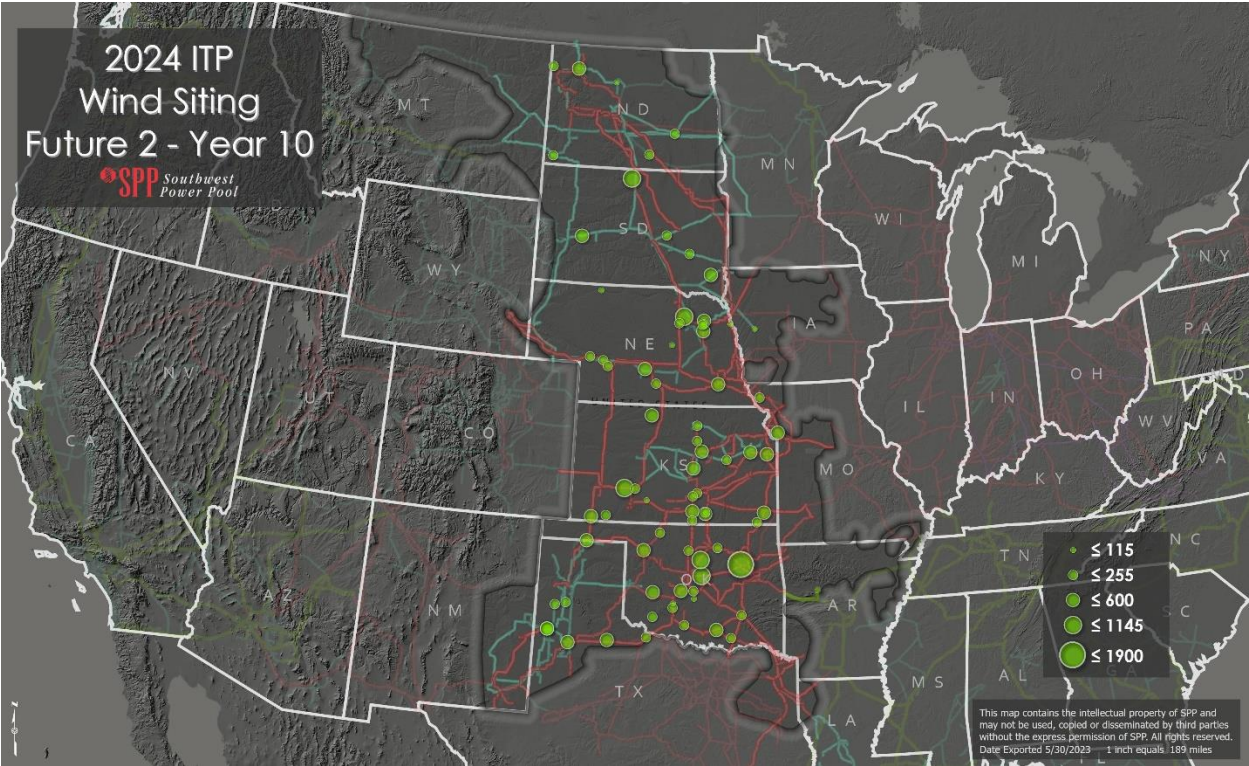 2024 ITP
Wind Siting
Future 2 - Year 10
SPP Southwest
Power Pool
MT
ND
MN
ID
SD
WI
WY
MI
NY
IA
NE
PA
NV
OH
UT
IL
IN
MD
CO
WV
CA
KS
MO
VA
KY
OK
TN
NC
AZ
NM
AR
SC
TX
MS
AL
GA
LA
FL
≤ 115
≤ 255
≤ 600
≤ 1145
≤ 1900
This map contains the intellectual property of SPP and
may not be used, copied or disseminated by third parties
without the express permission of SPP. All rights reserved.
Date Exported 5/30/2023 1 inch equals 189 miles